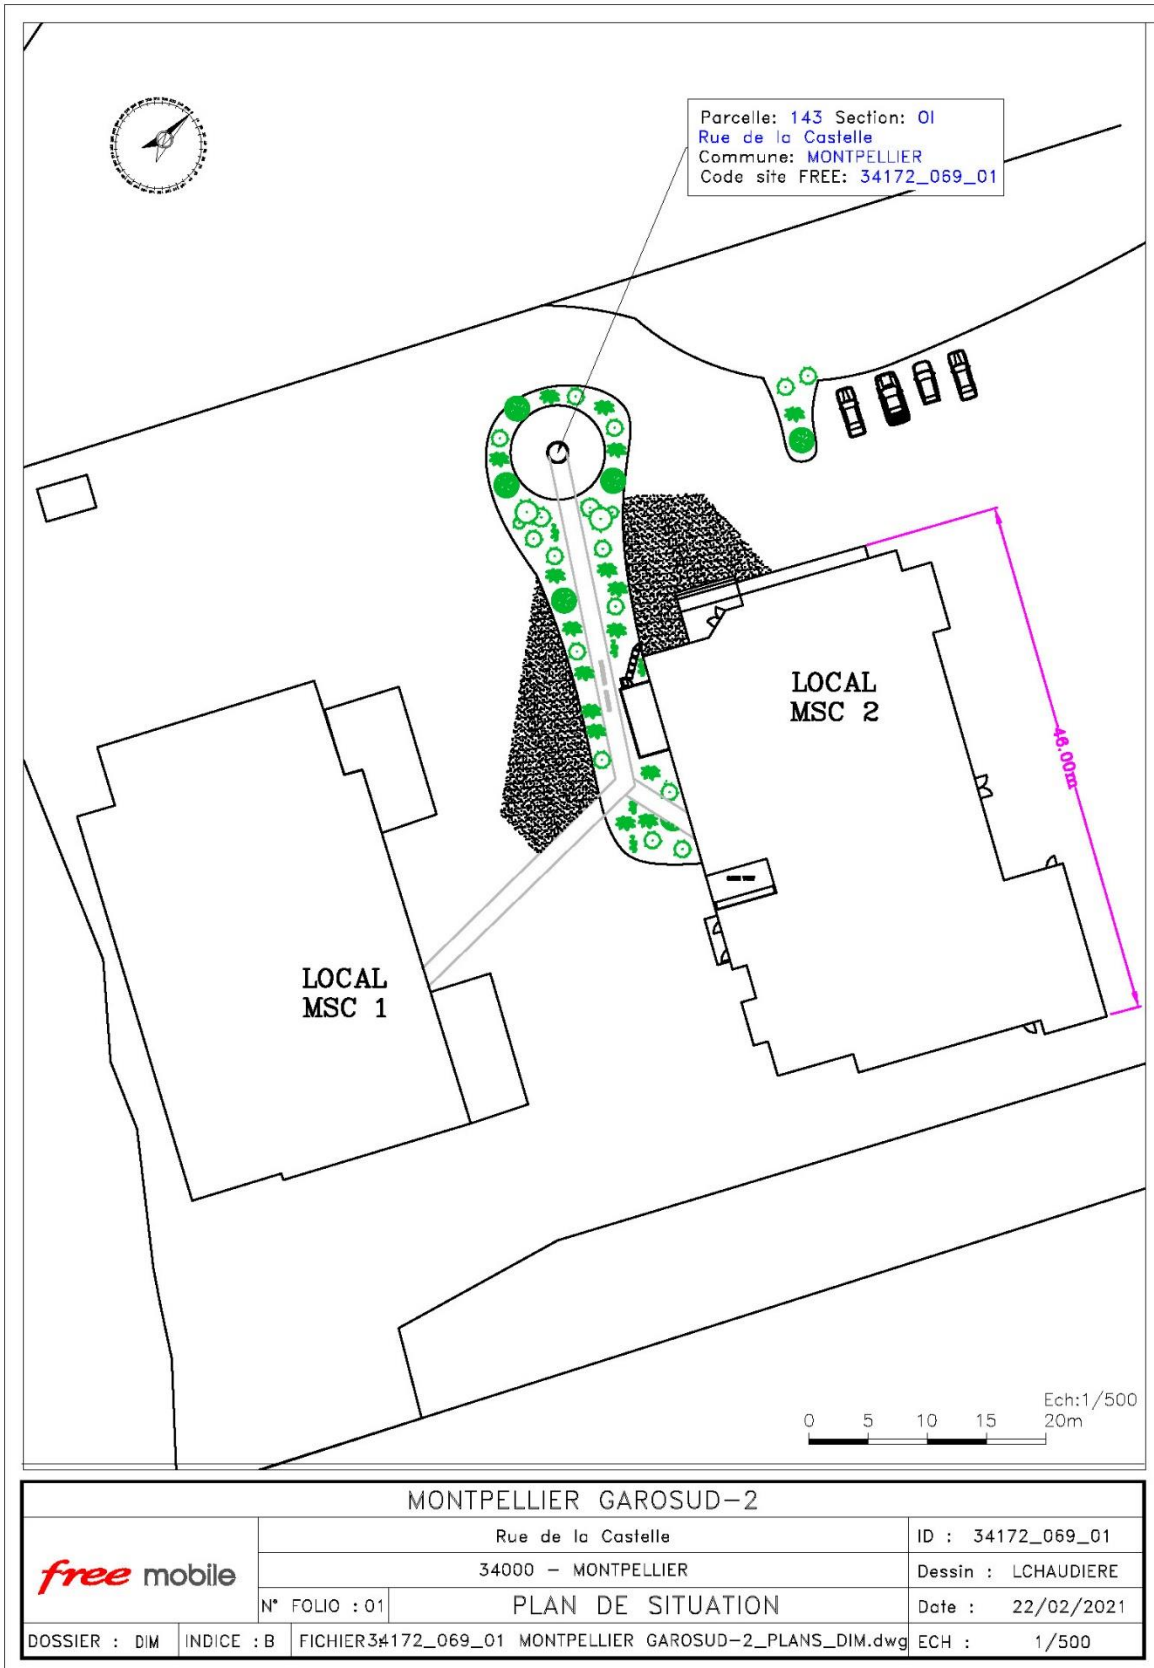 Parcelle: 143 Section: OI
Rue de la Castelle
Commune: MONTPELLIER
Code site FREE: 34172_069_01
LOCAL
MSC 2
46.00m
LOCAL
MSC 1
Ech:1/500
0 5 10 15 20m
MONTPELLIER GAROSUD-2
free mobile
Rue de la Castelle
ID : 34172_069_01
34000 - MONTPELLIER
Dessin : LCHAUDIERE
N° FOLIO : 01
PLAN DE SITUATION
Date : 22/02/2021
DOSSIER : DIM
INDICE : B
FICHIER 34172_069_01 MONTPELLIER GAROSUD-2_PLANS_DIM.dwg
ECH : 1/500